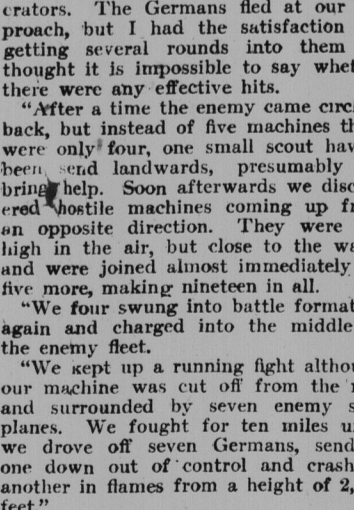 crators. The Germans fled at our
proach, but I had the satisfaction
getting several rounds into them
thought it is impossible to say whet
there were any effective hits.
"After a time the enemy came circ
back, but instead of five machines th
were only four, one small scout hav
been send landwards, presumably
bring help. Soon afterwards we disc
ered hostile machines coming up fr
an opposite direction. They were
high in the air, but close to the wa
and were joined almost immediately
five more, making nineteen in all.
"We four swung into battle format
again and charged into the middle
the enemy fleet.
"We kept up a running fight althou
our machine was cut off from the
and surrounded by seven enemy s
planes. We fought for ten miles u
we drove off seven Germans, send
one down out of control and crash
another in flames from a height of 2,
feet"